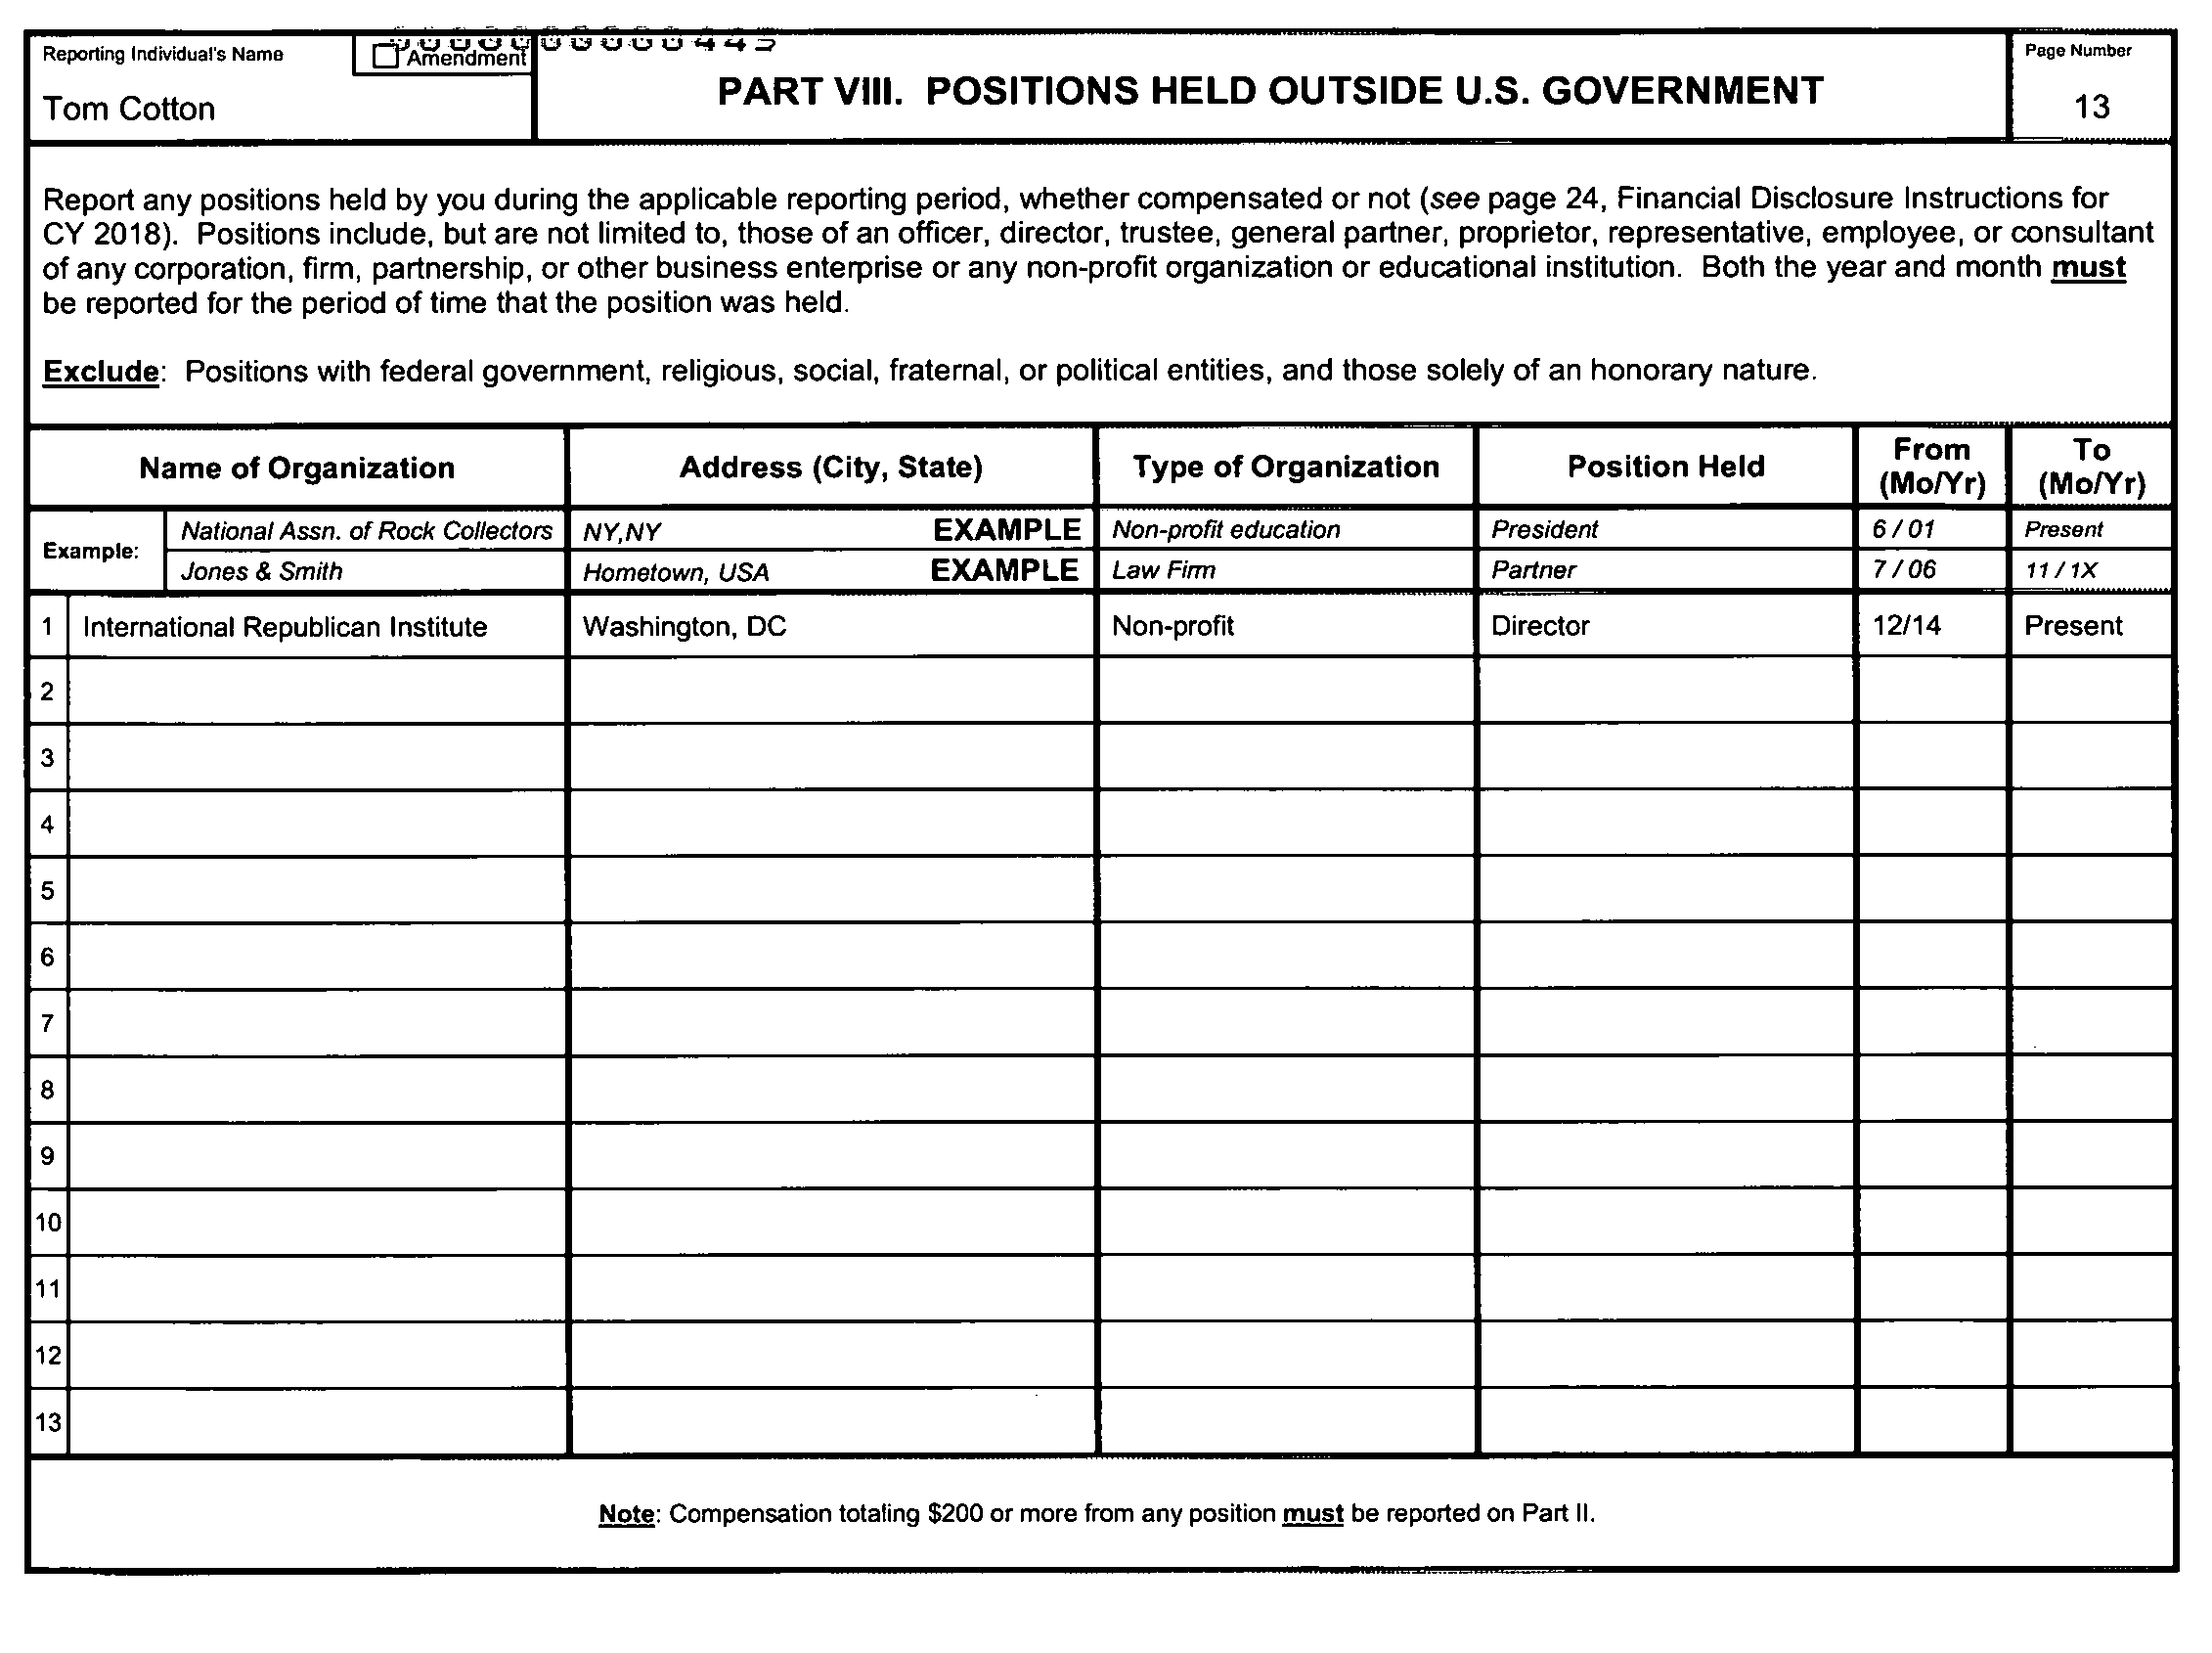 Reporting Individual's Name
Amendment
Tom Cotton
PART VIII. POSITIONS HELD OUTSIDE U.S. GOVERNMENT
Page Number
13
Report any positions held by you during the applicable reporting period, whether compensated or not (see page 24, Financial Disclosure Instructions for
CY 2018). Positions include, but are not limited to, those of an officer, director, trustee, general partner, proprietor, representative, employee, or consultant
of any corporation, firm, partnership, or other business enterprise or any non-profit organization or educational institution. Both the year and month must
be reported for the period of time that the position was held.
Exclude: Positions with federal government, religious, social, fraternal, or political entities, and those solely of an honorary nature.
Name of Organization Address (City, State) Type of Organization Position Held From (Mo/Yr) To (Mo/Yr)
Example: National Assn. of Rock Collectors NY,NY EXAMPLE Non-profit education President 6 / 01 Present
Jones & Smith Hometown, USA EXAMPLE Law Firm Partner 7 / 06 11 / 1X
1 International Republican Institute Washington, DC Non-profit Director 12/14 Present
2
3
4
5
6
7
8
9
10
11
12
13
Note: Compensation totaling $200 or more from any position must be reported on Part II.